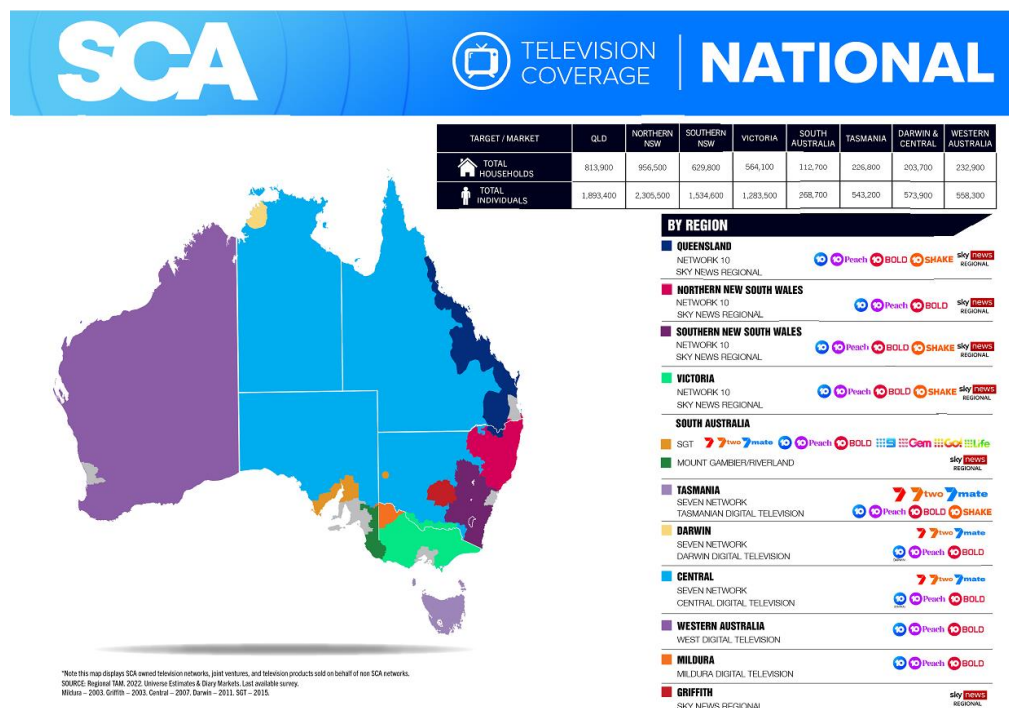 SCA
TELEVISION
COVERAGE
NATIONAL
TARGET / MARKET QLD NORTHERN NSW SOUTHERN NSW VICTORIA SOUTH AUSTRALIA TASMANIA DARWIN & CENTRAL WESTERN AUSTRALIA
TOTAL HOUSEHOLDS 813,900 956,500 629,800 564,100 112,700 226,800 203,700 232,900
TOTAL INDIVIDUALS 1,893,400 2,305,500 1,534,600 1,283,500 268,700 543,200 573,900 558,300
BY REGION
QUEENSLAND
NETWORK 10 10 10 Peach 10 BOLD 10 SHAKE sky news REGIONAL
SKY NEWS REGIONAL
NORTHERN NEW SOUTH WALES
NETWORK 10 10 10 Peach 10 BOLD sky news REGIONAL
SKY NEWS REGIONAL
SOUTHERN NEW SOUTH WALES
NETWORK 10 10 10 Peach 10 BOLD 10 SHAKE sky news REGIONAL
SKY NEWS REGIONAL
VICTORIA
NETWORK 10 10 10 Peach 10 BOLD 10 SHAKE sky news REGIONAL
SKY NEWS REGIONAL
SOUTH AUSTRALIA
SGT 7 7two 7mate 10 10 Peach 10 BOLD 9 Gem Go! Life
MOUNT GAMBIER/RIVERLAND sky news REGIONAL
TASMANIA
SEVEN NETWORK 7 7two 7mate
TASMANIAN DIGITAL TELEVISION 10 10 Peach 10 BOLD 10 SHAKE
DARWIN
SEVEN NETWORK 7 7two 7mate
DARWIN DIGITAL TELEVISION 10 10 Peach 10 BOLD
CENTRAL
SEVEN NETWORK 7 7two 7mate
CENTRAL DIGITAL TELEVISION 10 10 Peach 10 BOLD
WESTERN AUSTRALIA
WEST DIGITAL TELEVISION 10 10 Peach 10 BOLD
MILDURA
MILDURA DIGITAL TELEVISION 10 10 Peach 10 BOLD
GRIFFITH
SKY NEWS REGIONAL sky news REGIONAL
*Note this map displays SCA owned television networks, joint ventures, and television products sold on behalf of non SCA networks.
SOURCE: Regional TAM. 2022. Universe Estimates & Diary Markets. Last available survey.
Mildura – 2003. Griffith – 2003. Central – 2007. Darwin – 2011. SGT – 2015.